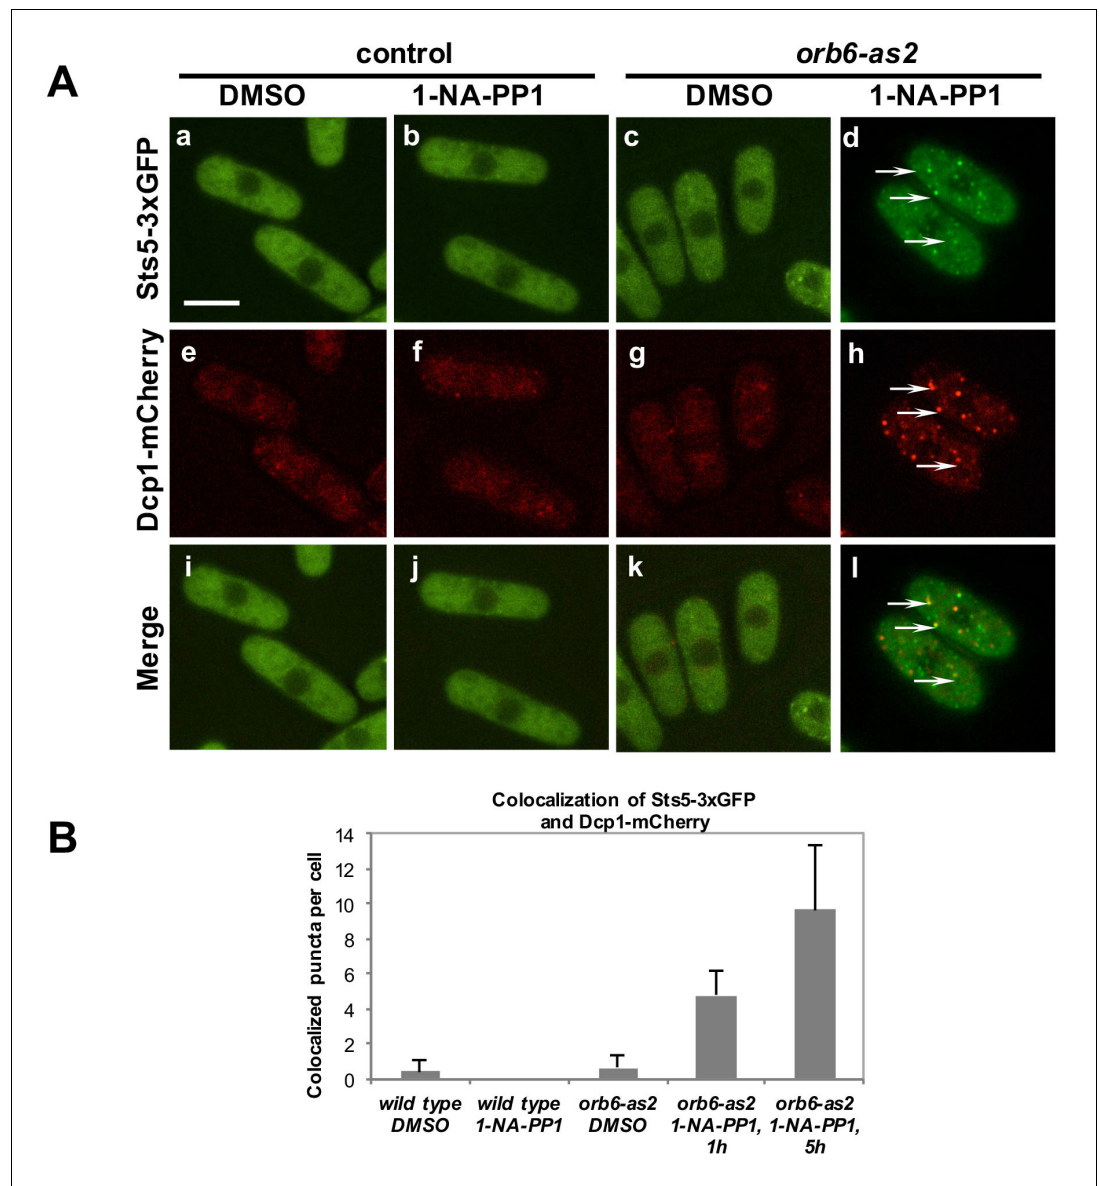 A
control
orb6-as2
DMSO
1-NA-PP1
DMSO
1-NA-PP1
Sts5-3xGFP
a
b
c
d
Dcp1-mCherry
e
f
g
h
Merge
i
j
k
l
B
Colocalization of Sts5-3xGFP
and Dcp1-mCherry
Colocalized puncta per cell
14
12
10
8
6
4
2
0
wild type
DMSO
wild type
1-NA-PP1
orb6-as2
DMSO
orb6-as2
1-NA-PP1,
1h
orb6-as2
1-NA-PP1,
5h